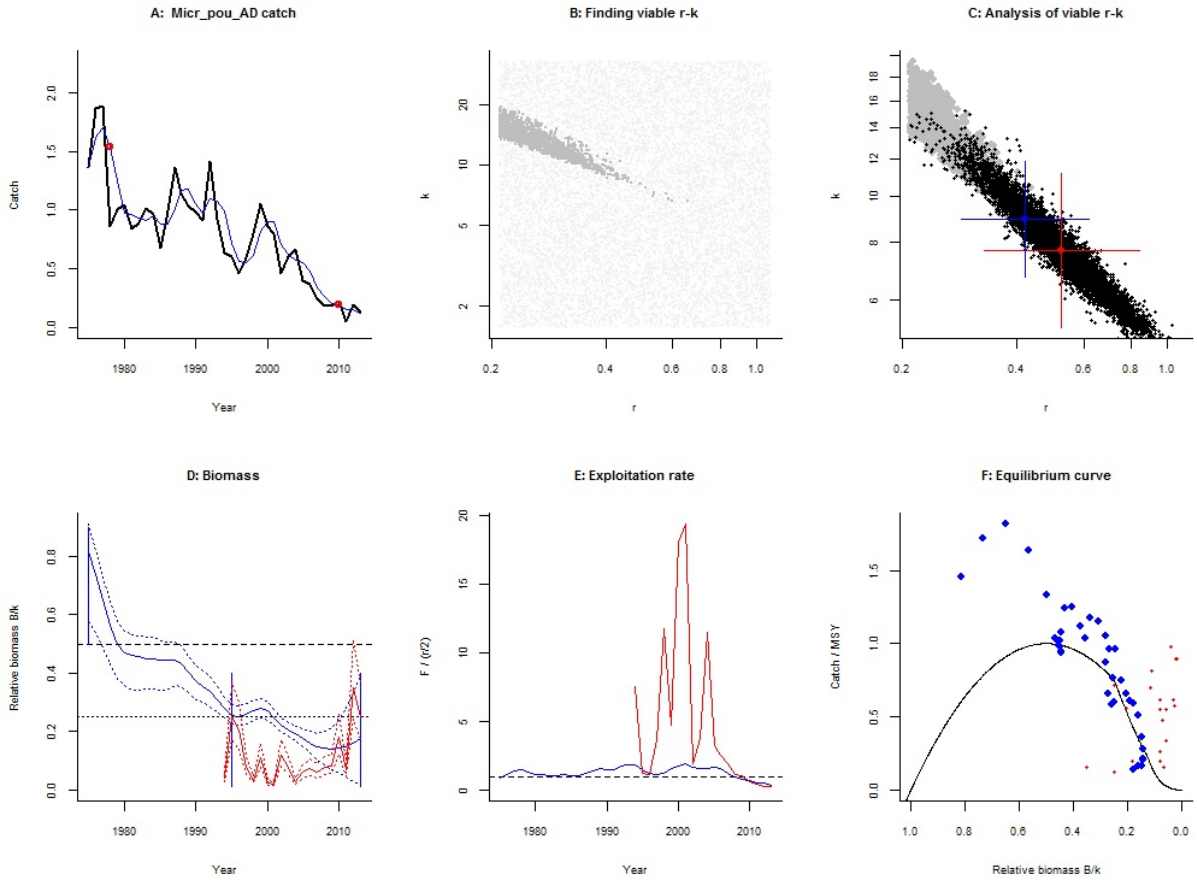 A: Micr_pou_AD catch
B: Finding viable r-k
C: Analysis of viable r-k
Catch
0.0 0.5 1.0 1.5 2.0
1980 1990 2000 2010
Year
k
2 5 10 20
0.2 0.4 0.6 0.8 1.0
r
k
6 8 10 12 14 16 18
0.2 0.4 0.6 0.8 1.0
r
D: Biomass
E: Exploitation rate
F: Equilibrium curve
Relative biomass B/k
0.0 0.2 0.4 0.6 0.8
1980 1990 2000 2010
Year
F / (r/2)
0 5 10 15 20
1980 1990 2000 2010
Year
Catch / MSY
0.0 0.5 1.0 1.5
1.0 0.8 0.6 0.4 0.2 0.0
Relative biomass B/k